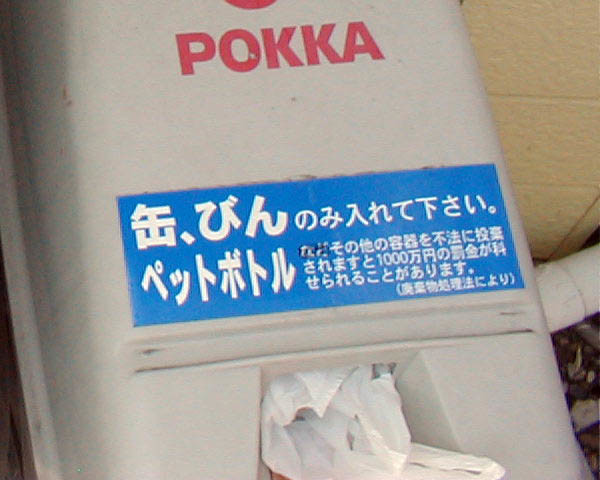 POKKA
缶、びんのみ入れて下さい。
ペットボトル
その他の容器を不法に投棄
されますと1000万円の罰金が科
せられることがあります。
(廃棄物処理法により)